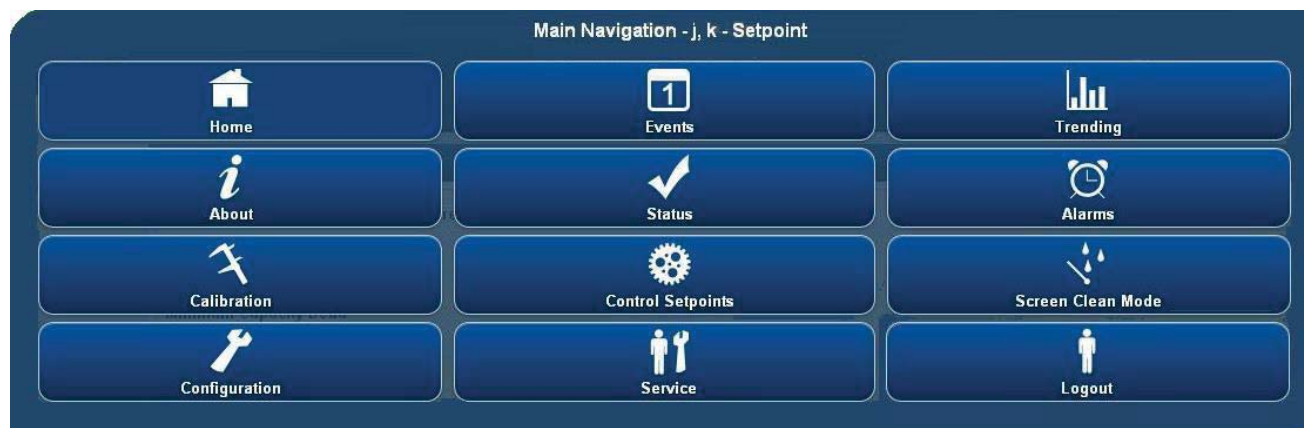 Main Navigation - j, k - Setpoint
Home
1
Events
Trending
About
Status
Alarms
Calibration
Control Setpoints
Screen Clean Mode
Configuration
Service
Logout